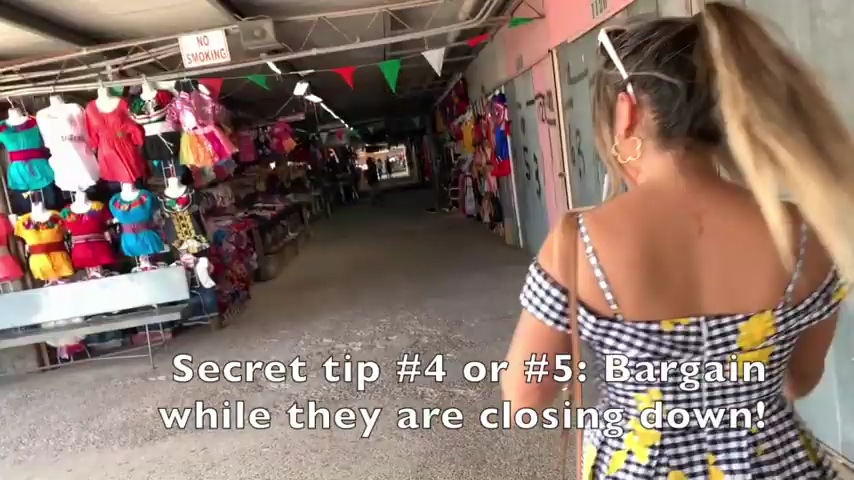 NO
SMOKING
Secret tip #4 or #5: Bargain
while they are closing down!